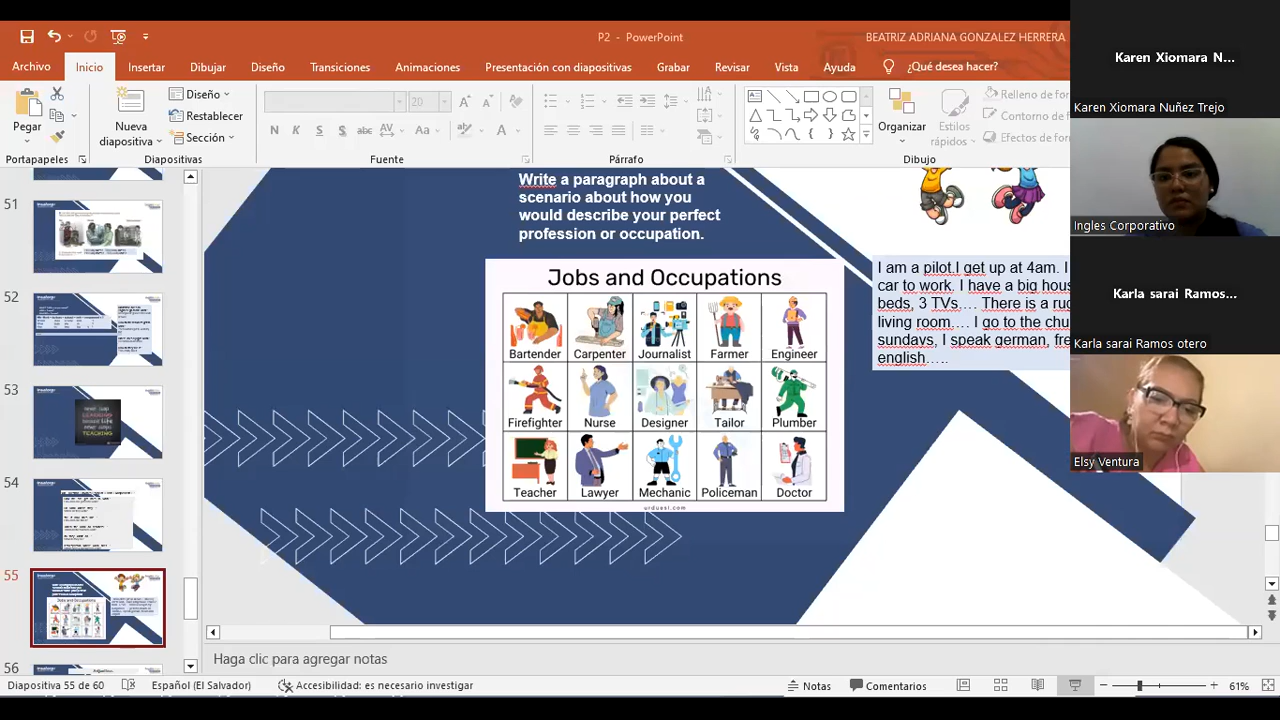 P2 - PowerPoint
BEATRIZ ADRIANA GONZALEZ HERRERA
Archivo Inicio Insertar Dibujar Diseño Transiciones Animaciones Presentación con diapositivas Grabar Revisar Vista Ayuda ¿Qué desea hacer?
Pegar
Nueva diapositiva
Diseño
Restablecer
Sección
20
N K S S abc AV Aa A
Organizar
Estilos rápidos
Relleno de
Contorno de
Efectos de for
Portapapeles Diapositivas Fuente Párrafo Dibujo
51
52
53
54
55
56
Write a paragraph about a
scenario about how you
would describe your perfect
profession or occupation.
Jobs and Occupations
Bartender Carpenter Journalist Farmer Engineer
Firefighter Nurse Designer Tailor Plumber
Teacher Lawyer Mechanic Policeman Doctor
urduesl.com
I am a pilot I get up at 4am. I
car to work. I have a big hous
beds, 3 TVs.... There is a rug
living room.... I go to the chu
sundays, I speak german, fre
english.....
Karen Xiomara N...
Karen Xiomara Nuñez Trejo
Ingles Corporativo
Karla sarai Ramos...
Karla sarai Ramos otero
Elsy Ventura
Haga clic para agregar notas
Diapositiva 55 de 60 Español (El Salvador) Accesibilidad: es necesario investigar Notas Comentarios 61%